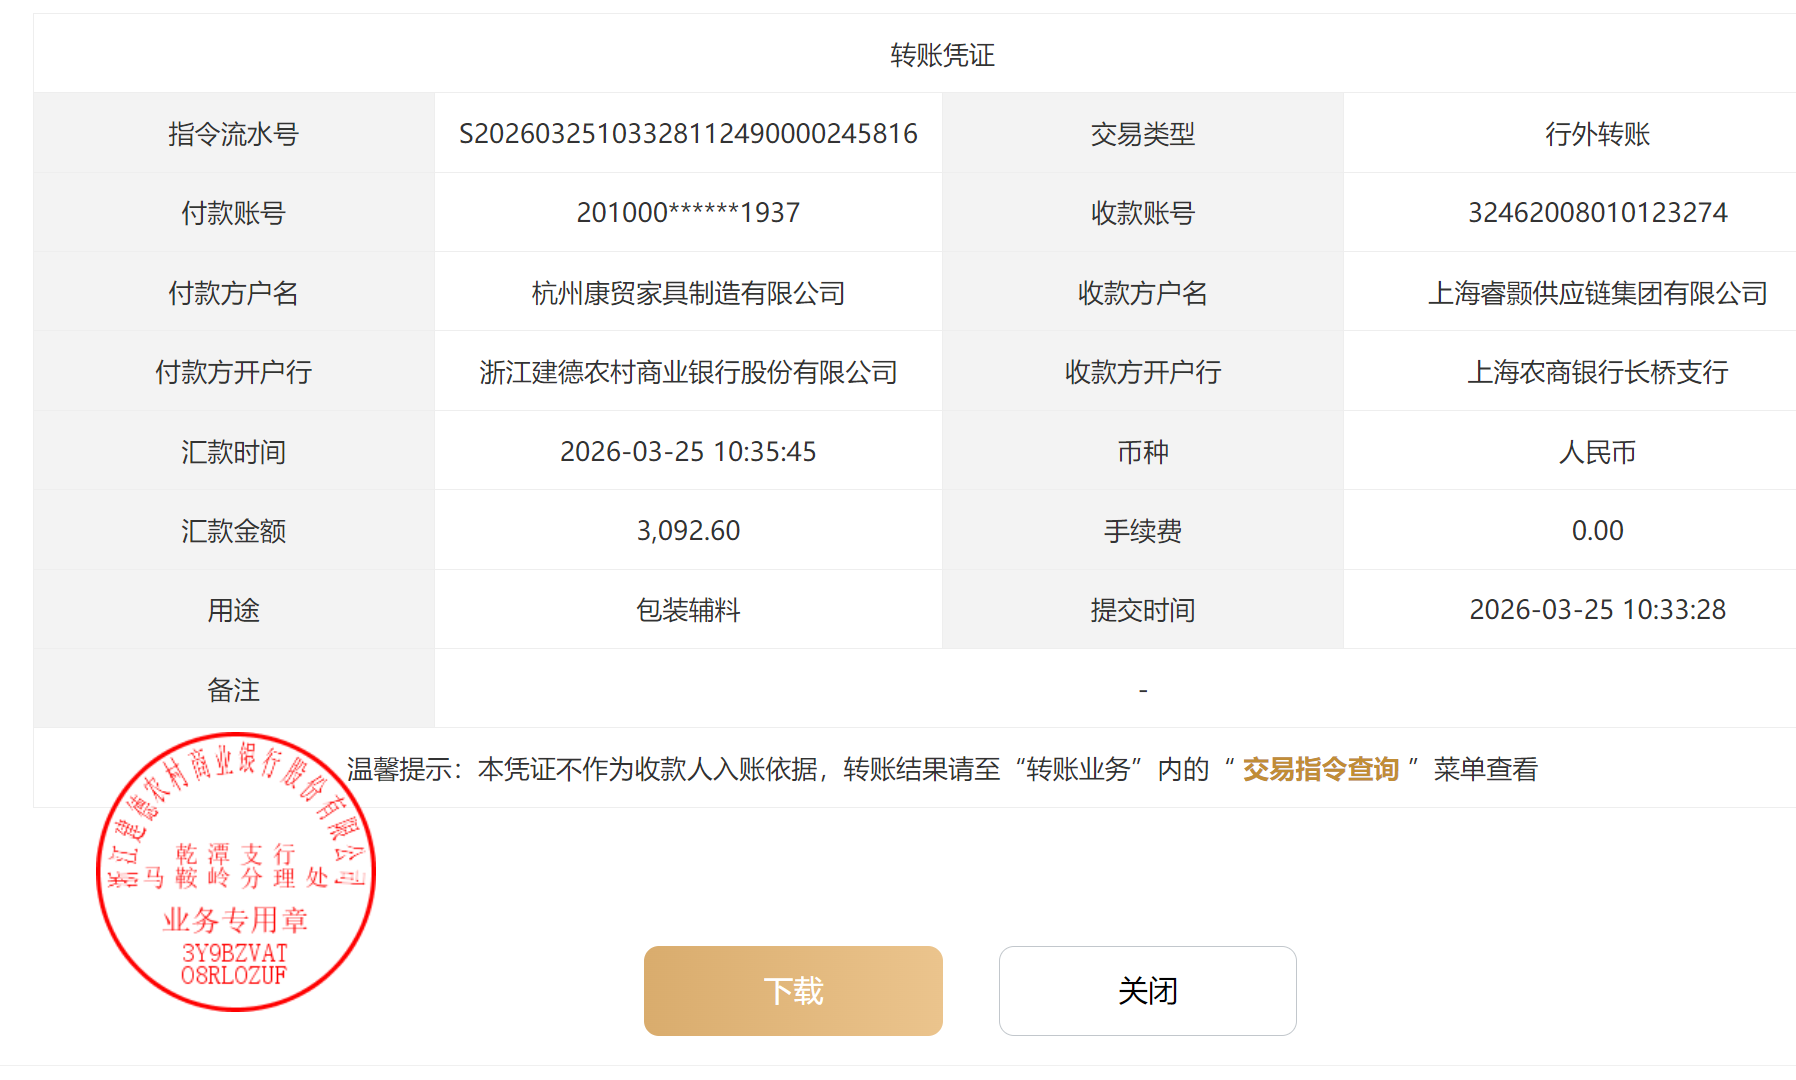 转账凭证
指令流水号 S202603251033281124900002458​16 交易类型 行外转账
付款账号 201000******1937 收款账号 32462008010123274
付款方户名 杭州康贸家具制造有限公司 收款方户名 上海睿颢供应链集团有限公司
付款方开户行 浙江建德农村商业银行股份有限公司 收款方开户行 上海农商银行长桥支行
汇款时间 2026-03-25 10:35:45 币种 人民币
汇款金额 3,092.60 手续费 0.00
用途 包装辅料 提交时间 2026-03-25 10:33:28
备注 -
温馨提示：本凭证不作为收款人入账依据，转账结果请至“转账业务”内的“交易指令查询”菜单查看
浙江建德农村商业银行股份有限公司
乾潭支行
马鞍岭分理处
业务专用章
3Y9BZVAT
O8RLOZUF
下载 关闭